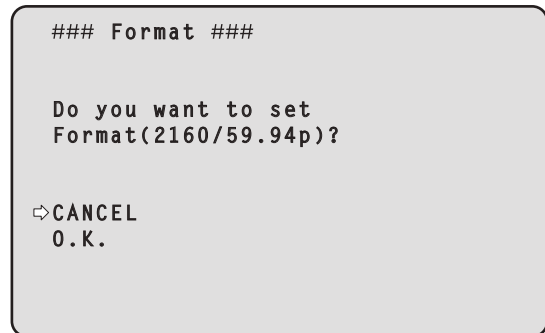 ### Format ###
Do you want to set
Format(2160/59.94p)?
⇨CANCEL
O.K.